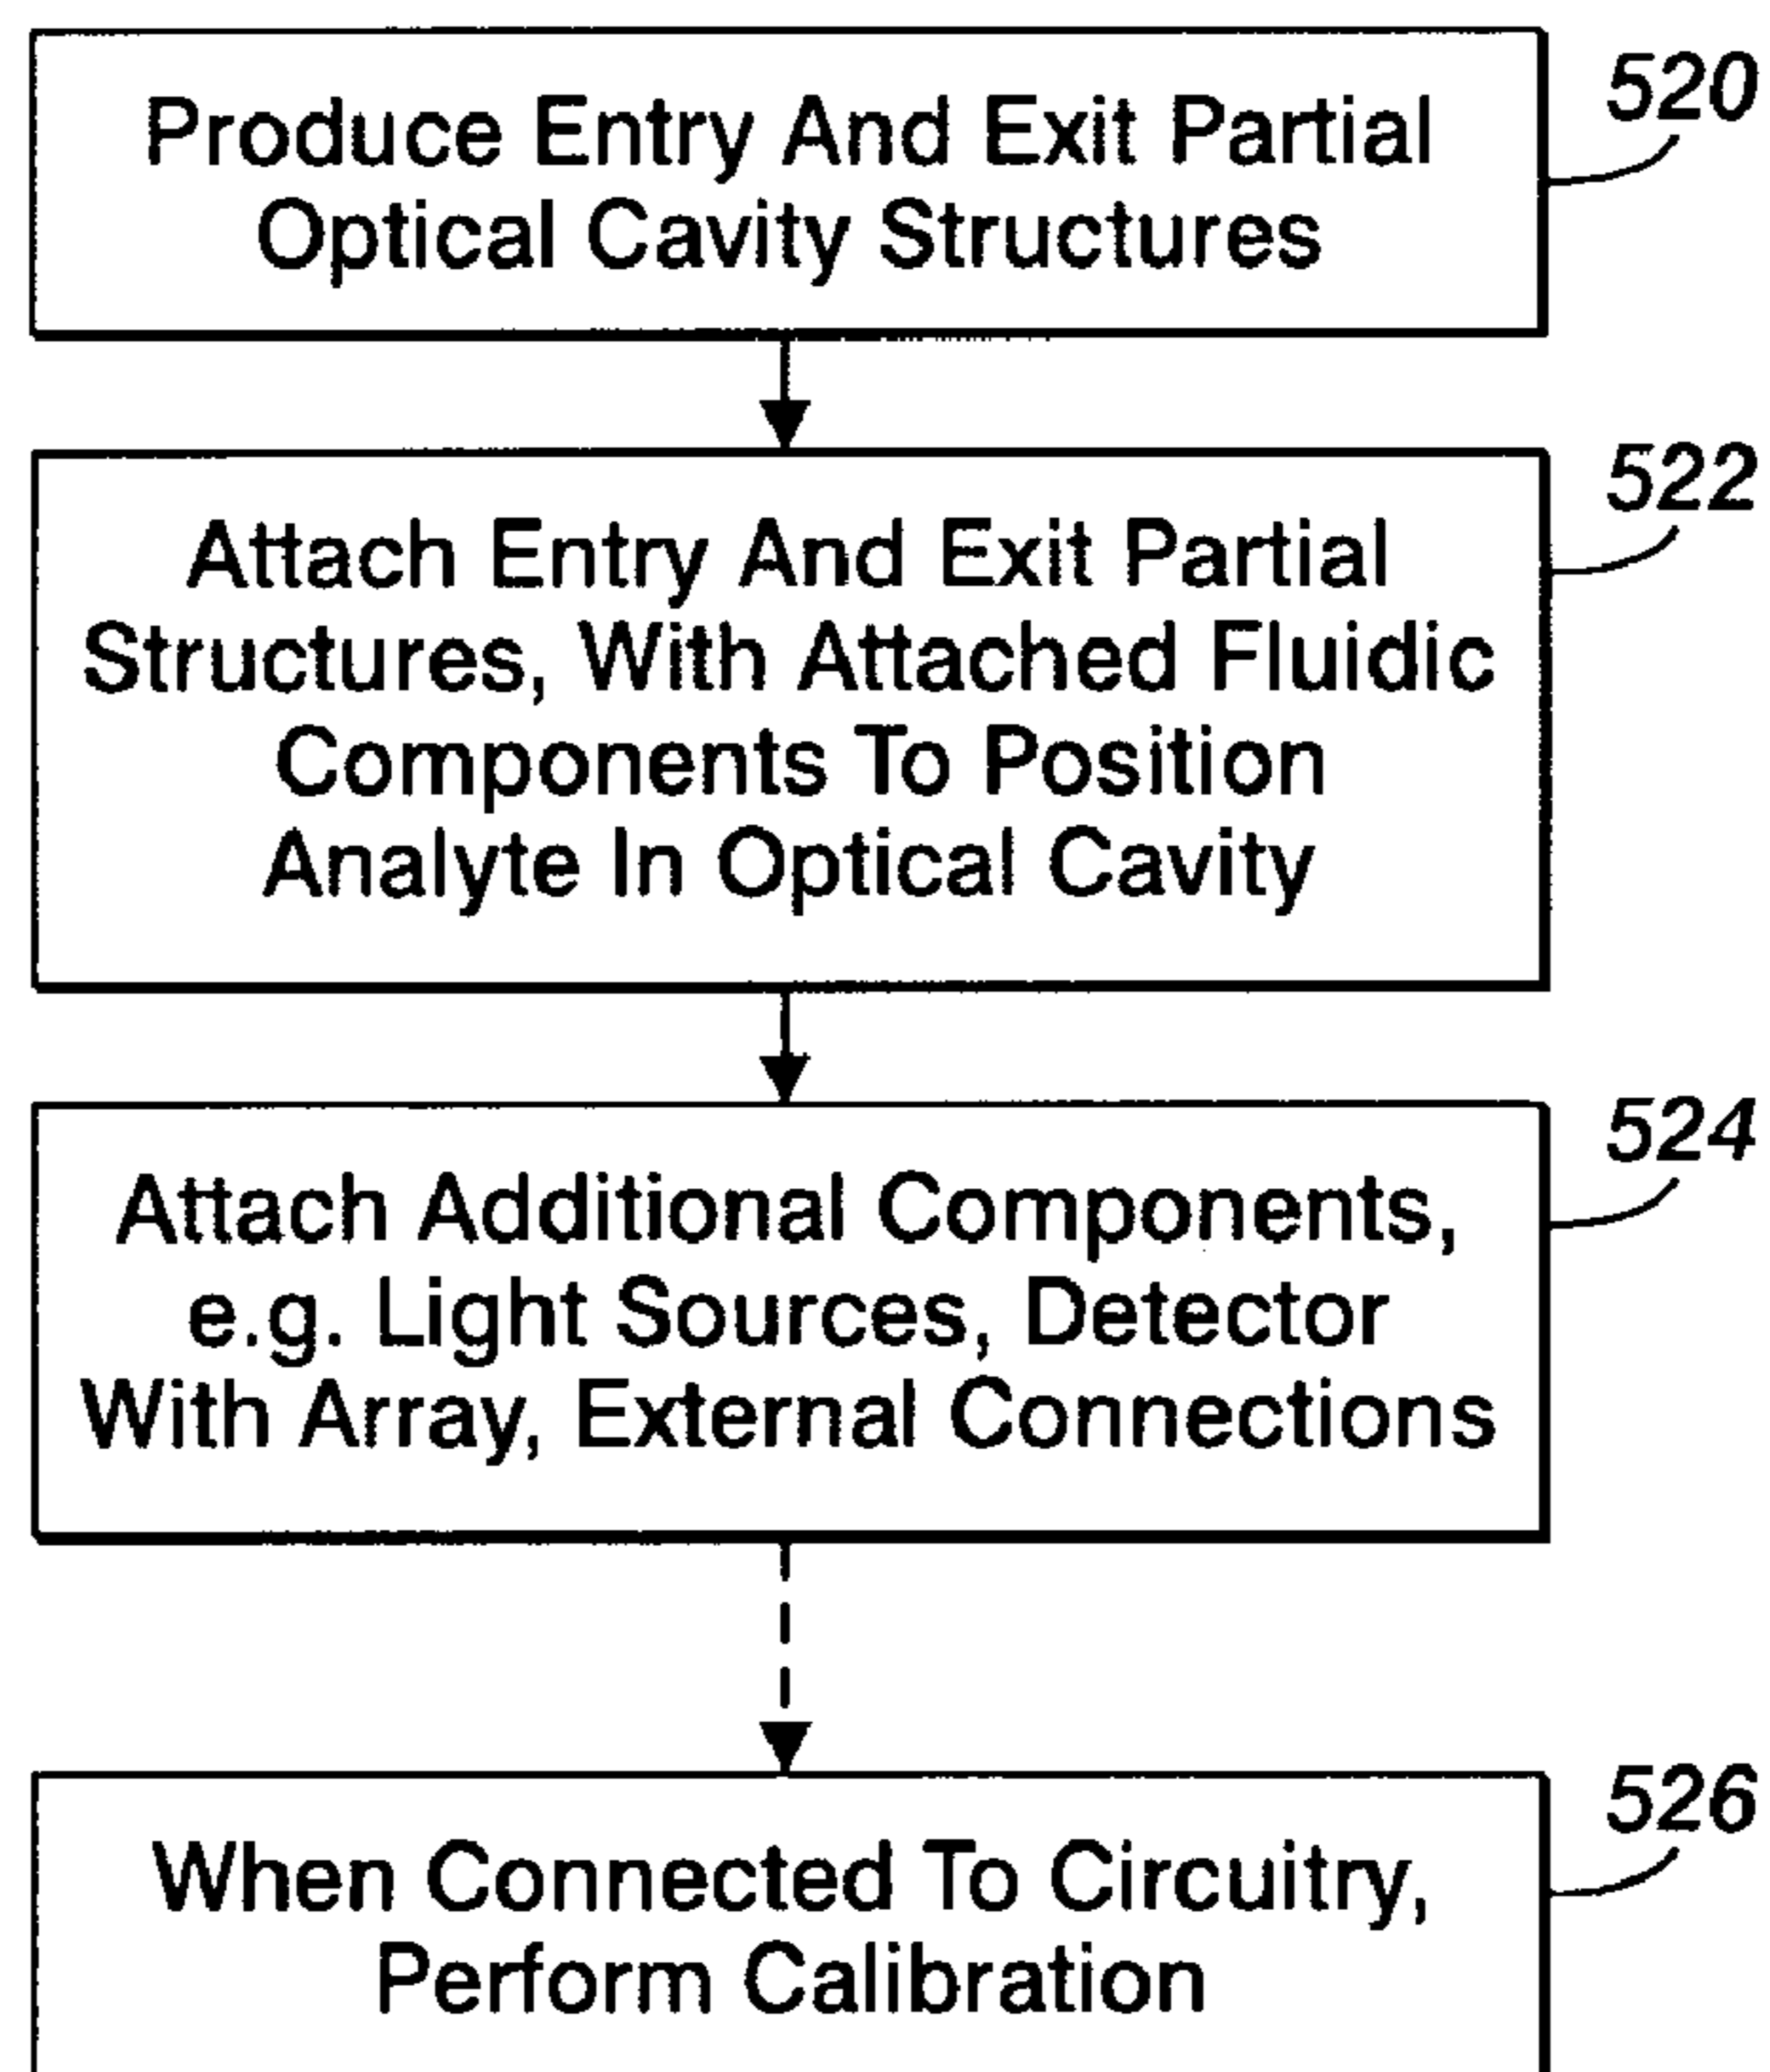 Produce Entry And Exit Partial
Optical Cavity Structures
520
Attach Entry And Exit Partial
Structures, With Attached Fluidic
Components To Position
Analyte In Optical Cavity
522
Attach Additional Components,
e.g. Light Sources, Detector
With Array, External Connections
524
When Connected To Circuitry,
Perform Calibration
526